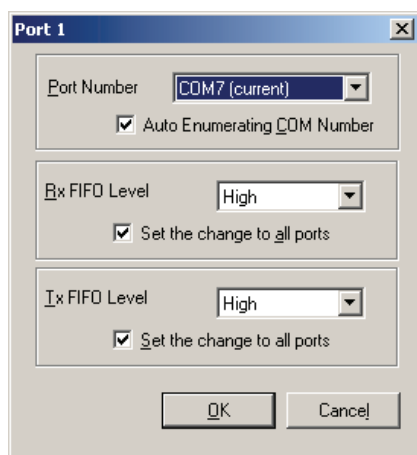 Port 1
Port Number
COM7 (current)
Auto Enumerating COM Number
Rx FIFO Level
High
Set the change to all ports
Tx FIFO Level
High
Set the change to all ports
OK
Cancel